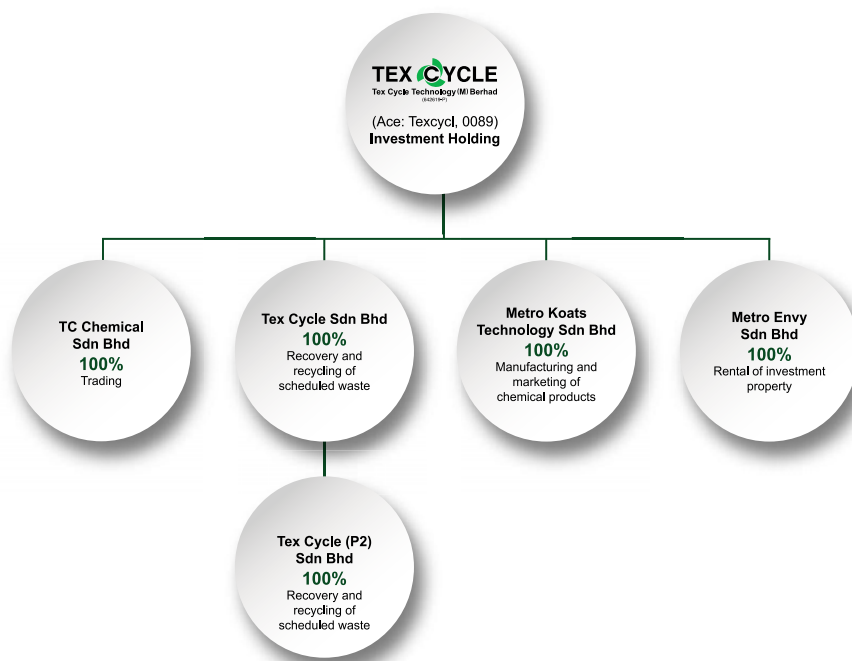 TEX CYCLE
Tex Cycle Technology (M) Berhad
(642619-P)
(Ace: Texcycl, 0089)
Investment Holding
TC Chemical
Sdn Bhd
100%
Trading
Tex Cycle Sdn Bhd
100%
Recovery and
recycling of
scheduled waste
Metro Koats
Technology Sdn Bhd
100%
Manufacturing and
marketing of
chemical products
Metro Envy
Sdn Bhd
100%
Rental of investment
property
Tex Cycle (P2)
Sdn Bhd
100%
Recovery and
recycling of
scheduled waste